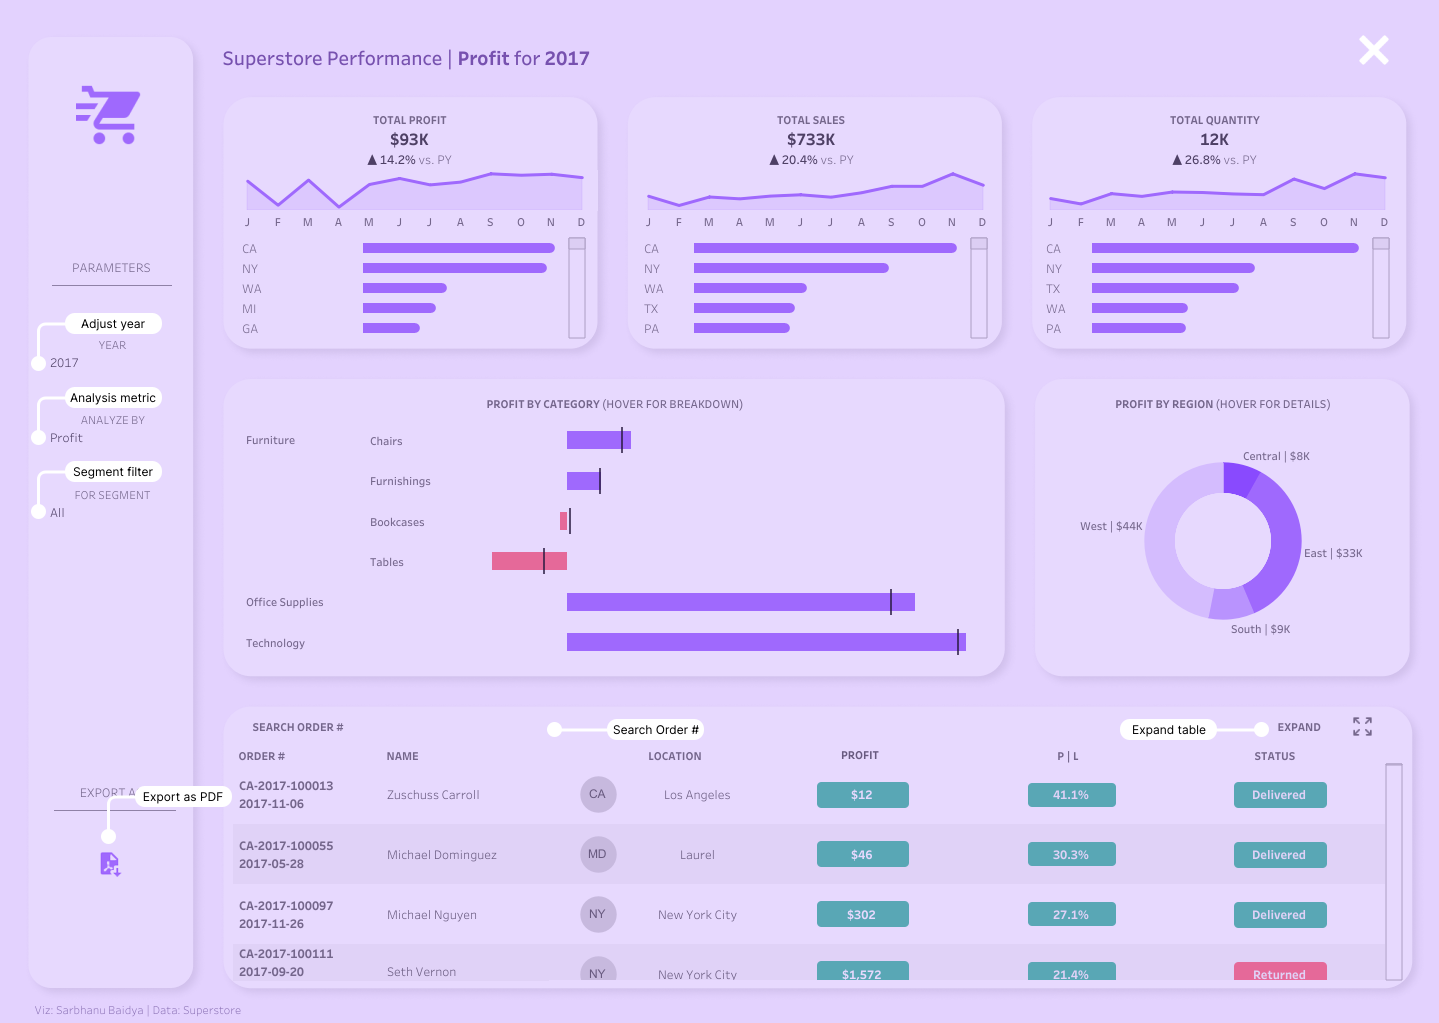 Superstore Performance | Profit for 2017
PARAMETERS
Adjust year
YEAR
2017
Analysis metric
ANALYZE BY
Profit
Segment filter
FOR SEGMENT
All
Export as PDF
TOTAL PROFIT
$93K
▲ 14.2% vs. PY
J F M A M J J A S O N D
CA
NY
WA
MI
GA
TOTAL SALES
$733K
▲ 20.4% vs. PY
J F M A M J J A S O N D
CA
NY
WA
TX
PA
TOTAL QUANTITY
12K
▲ 26.8% vs. PY
J F M A M J J A S O N D
CA
NY
TX
WA
PA
PROFIT BY CATEGORY (HOVER FOR BREAKDOWN)
Furniture Chairs
Furnishings
Bookcases
Tables
Office Supplies
Technology
PROFIT BY REGION (HOVER FOR DETAILS)
Central | $8K
West | $44K
East | $33K
South | $9K
SEARCH ORDER # Search Order # Expand table EXPAND
ORDER # NAME LOCATION PROFIT P | L STATUS
CA-2017-100013
2017-11-06
Zuschuss Carroll CA Los Angeles $12 41.1% Delivered
CA-2017-100055
2017-05-28
Michael Dominguez MD Laurel $46 30.3% Delivered
CA-2017-100097
2017-11-26
Michael Nguyen NY New York City $302 27.1% Delivered
CA-2017-100111
2017-09-20
Seth Vernon NY New York City $1,572 21.4% Returned
EXPORT
Viz: Sarbhanu Baidya | Data: Superstore